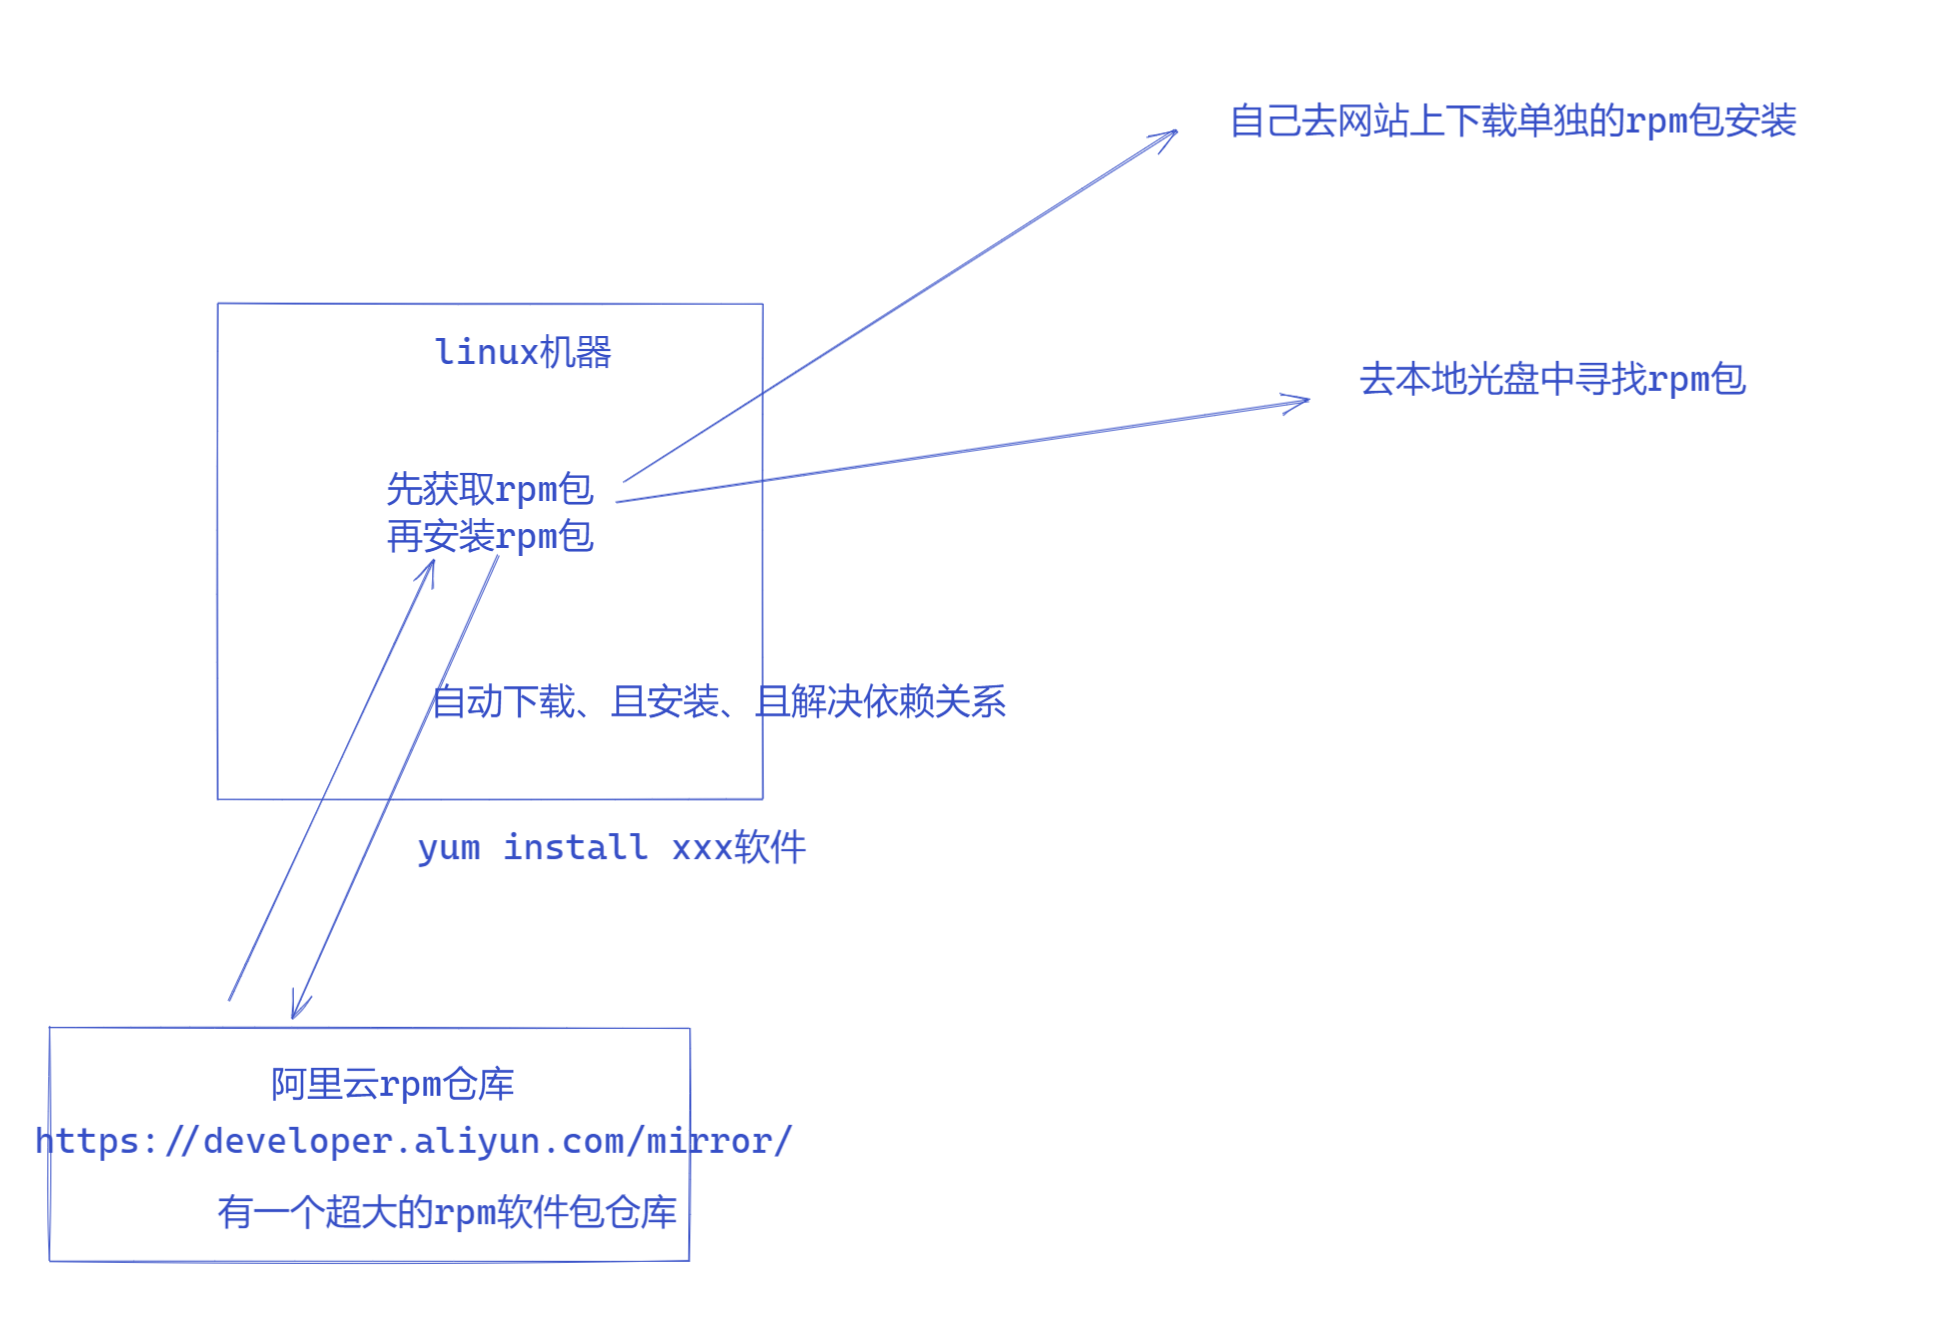 自己去网站上下载单独的rpm包安装
linux机器
去本地光盘中寻找rpm包
先获取rpm包
再安装rpm包
自动下载、且安装、且解决依赖关系
yum install xxx软件
阿里云rpm仓库
https://developer.aliyun.com/mirror/
有一个超大的rpm软件包仓库